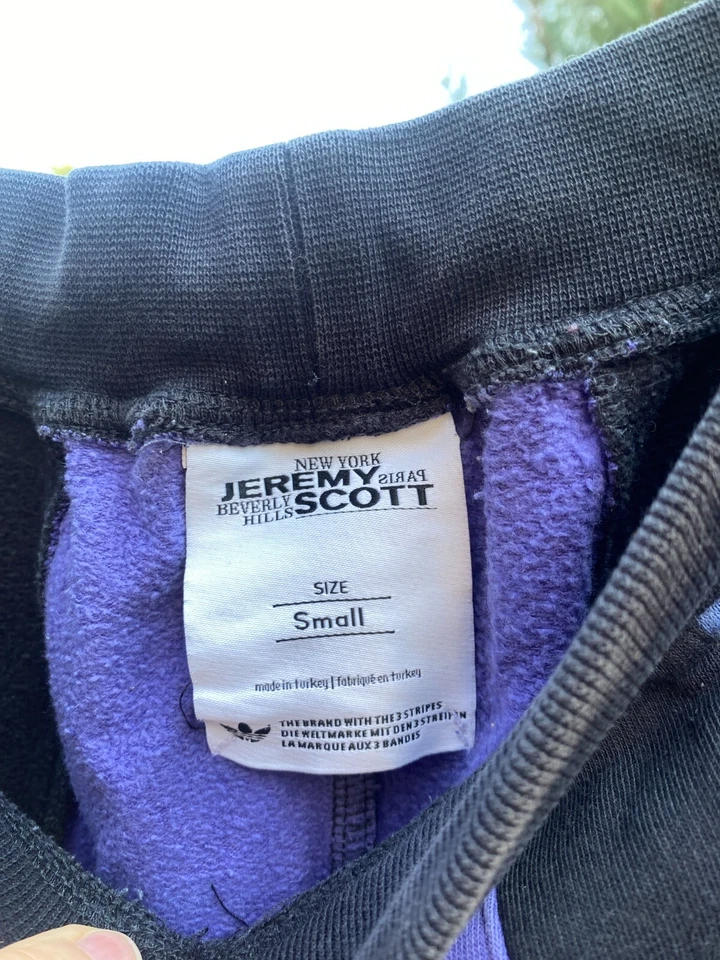 NEW YORK
JEREMY PARIS
BEVERLY SCOTT
HILLS
SIZE
Small
made in turkey | fabriqué en turkey
THE BRAND WITH THE 3 STRIPES
DIE WELTMARKE MIT DEN 3 STREIFEN
LA MARQUE AUX 3 BANDES